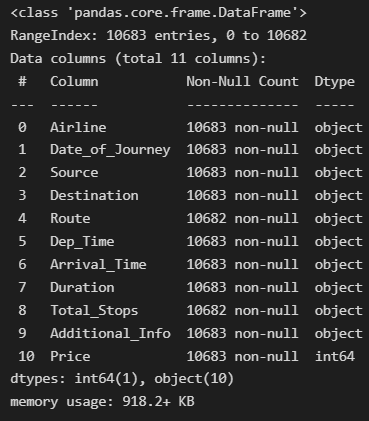 <class 'pandas.core.frame.DataFrame'>
RangeIndex: 10683 entries, 0 to 10682
Data columns (total 11 columns):
 #   Column           Non-Null Count  Dtype
---  ------           --------------  -----
 0   Airline          10683 non-null  object
 1   Date_of_Journey  10683 non-null  object
 2   Source           10683 non-null  object
 3   Destination      10683 non-null  object
 4   Route            10682 non-null  object
 5   Dep_Time         10683 non-null  object
 6   Arrival_Time     10683 non-null  object
 7   Duration         10683 non-null  object
 8   Total_Stops      10682 non-null  object
 9   Additional_Info  10683 non-null  object
 10  Price            10683 non-null  int64
dtypes: int64(1), object(10)
memory usage: 918.2+ KB